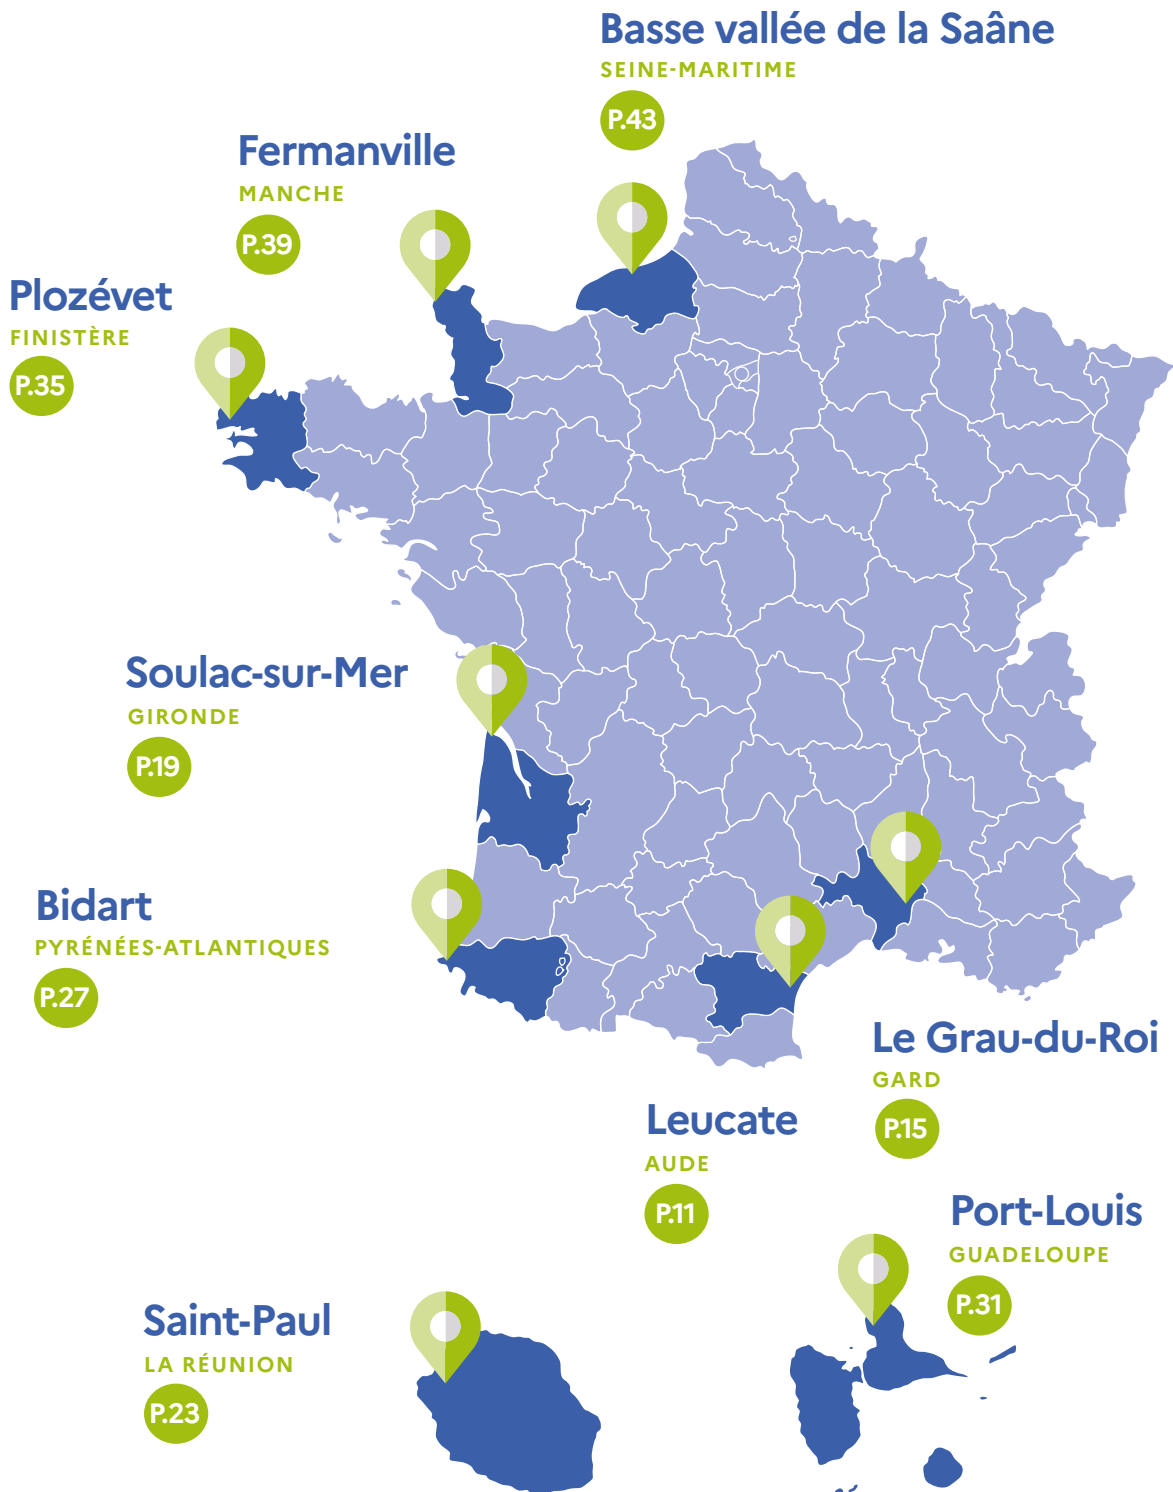 Basse vallée de la Saâne
SEINE-MARITIME
P.43
Fermanville
MANCHE
P.39
Plozévet
FINISTÈRE
P.35
Soulac-sur-Mer
GIRONDE
P.19
Bidart
PYRÉNÉES-ATLANTIQUES
P.27
Le Grau-du-Roi
GARD
P.15
Leucate
AUDE
P.11
Port-Louis
GUADELOUPE
P.31
Saint-Paul
LA RÉUNION
P.23